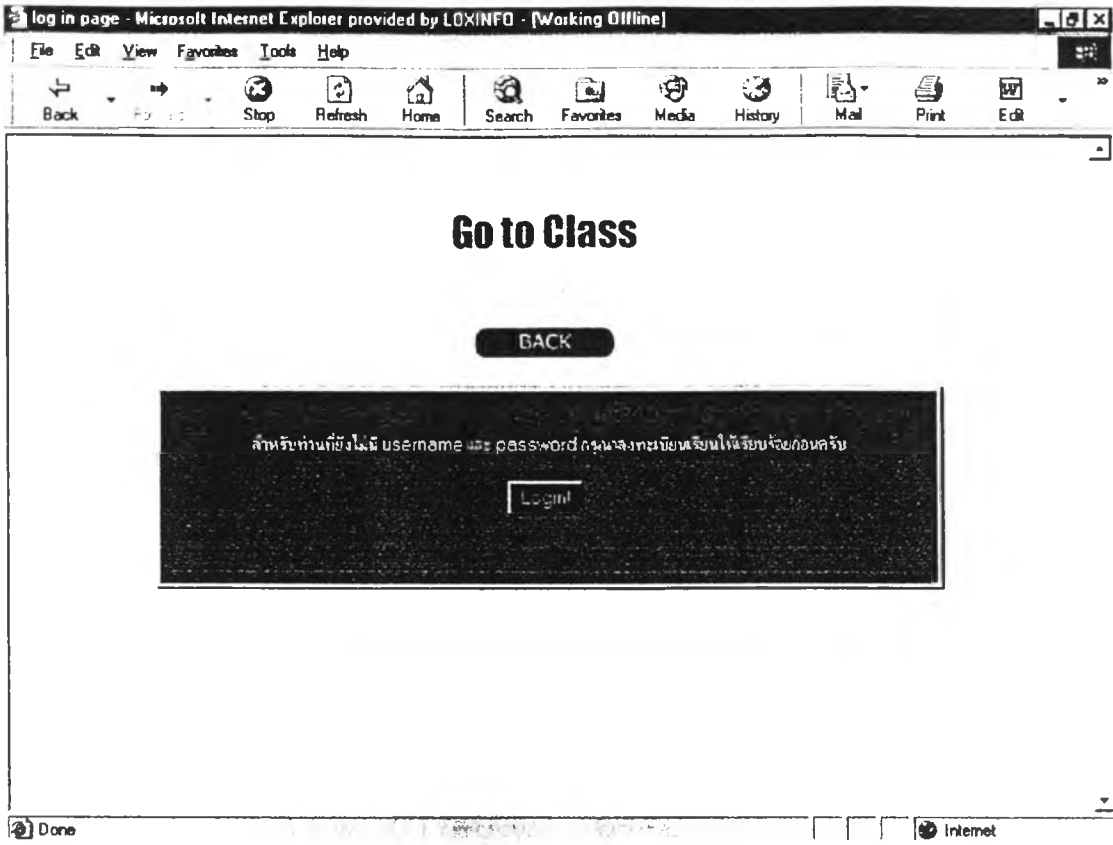 log in page - Microsoft Internet Explorer provided by LOXINFO - [Working Offline]
File Edit View Favorites Tools Help
Back Stop Refresh Home Search Favorites Media History Mail Print Edit
Go to Class
BACK
สำหรับท่านที่ยังไม่มี username และ password กรุณาลงทะเบียนเรียนให้เรียบร้อยก่อนครับ
Login!
Done Internet